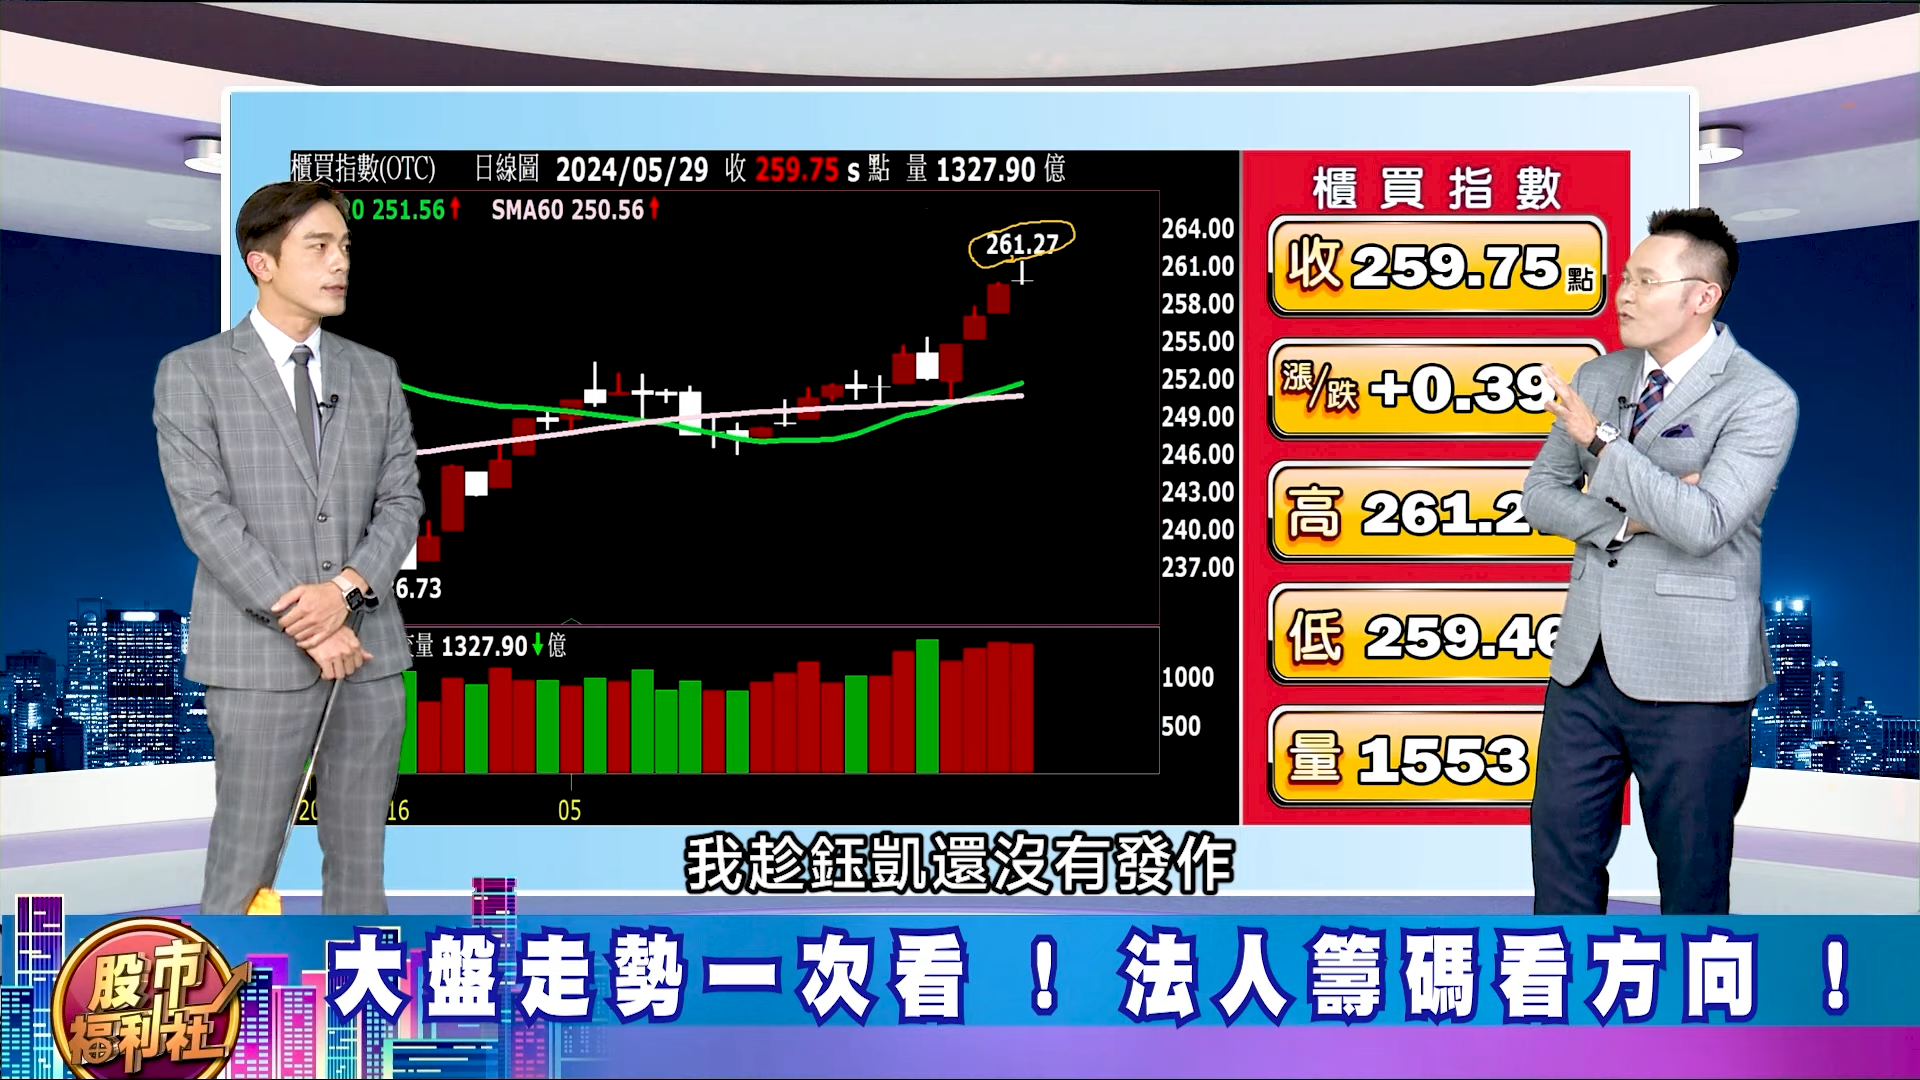 櫃買指數(OTC) 日線圖 2024/05/29 收 259.75 s 點 量 1327.90 億
20 251.56↑ SMA60 250.56↑
261.27
264.00
261.00
258.00
255.00
252.00
249.00
246.00
243.00
240.00
237.00
6.73
量 1327.90↓億
1000
500
16
05
櫃買指數
收 259.75 點
漲/跌 +0.39
高 261.2
低 259.46
量 1553
我趁鈺凱還沒有發作
股市
福利社
大盤走勢一次看！法人籌碼看方向！